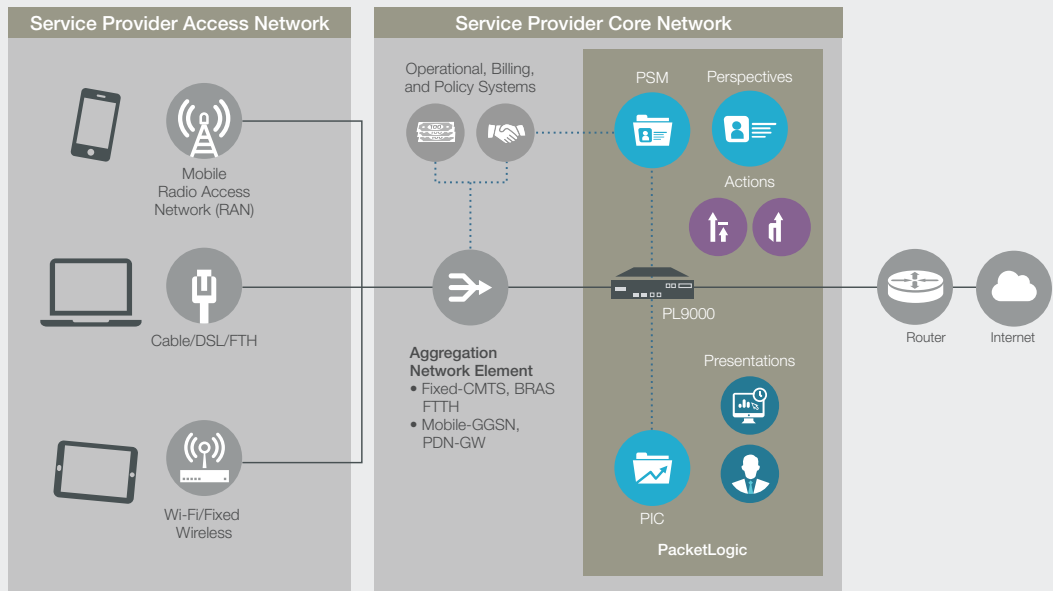 Service Provider Access Network
Mobile
Radio Access
Network (RAN)
Cable/DSL/FTH
Wi-Fi/Fixed
Wireless
Service Provider Core Network
Operational, Billing,
and Policy Systems
100
Aggregation
Network Element
• Fixed-CMTS, BRAS
FTTH
• Mobile-GGSN,
PDN-GW
PSM
Perspectives
Actions
PL9000
Presentations
PIC
PacketLogic
Router
Internet